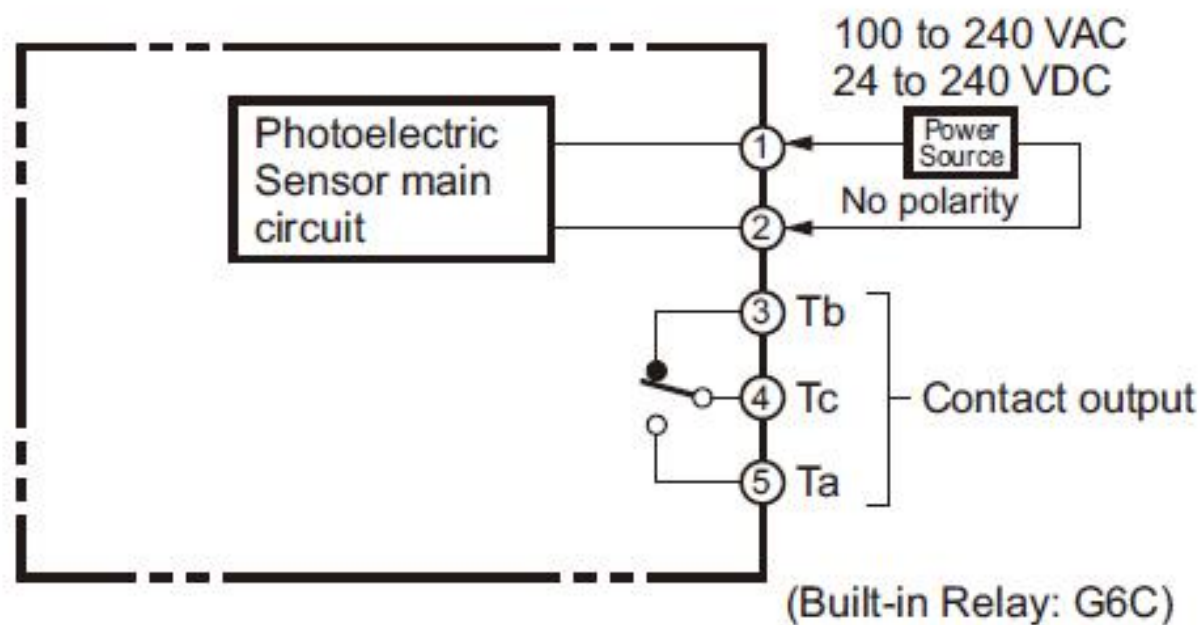 100 to 240 VAC
24 to 240 VDC
Photoelectric
Sensor main
circuit
1
Power
Source
No polarity
2
3 Tb
4 Tc
Contact output
5 Ta
(Built-in Relay: G6C)